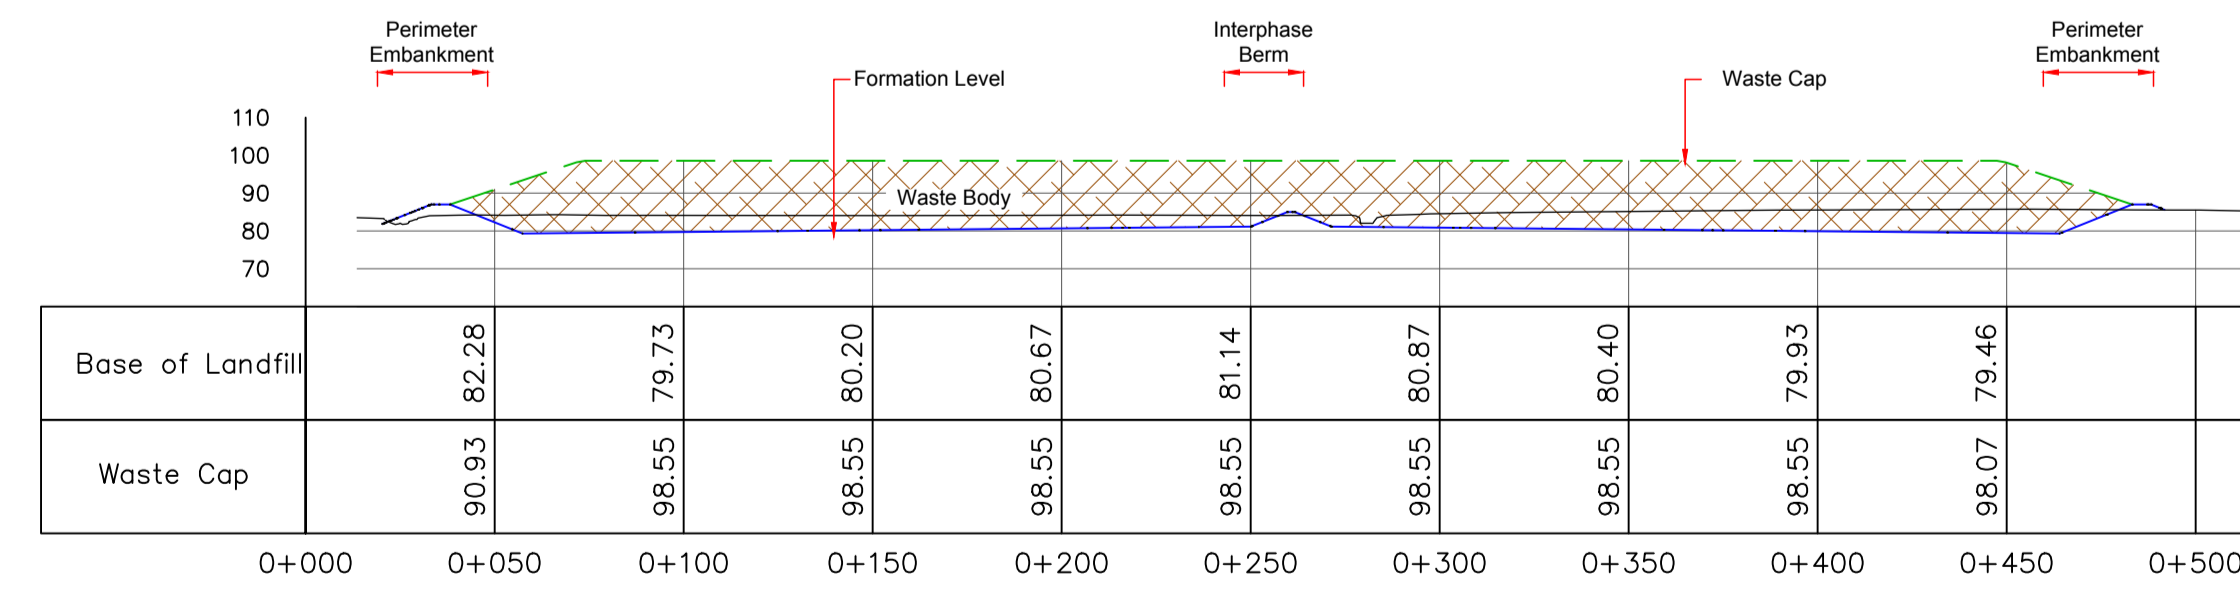 Perimeter
Embankment
Interphase
Berm
Perimeter
Embankment
Formation Level
Waste Cap
110
100
90
80
70
Waste Body
Base of Landfill 82.28 79.73 80.20 80.67 81.14 80.87 80.40 79.93 79.46
Waste Cap 90.93 98.55 98.55 98.55 98.55 98.55 98.55 98.55 98.07
0+000 0+050 0+100 0+150 0+200 0+250 0+300 0+350 0+400 0+450 0+500